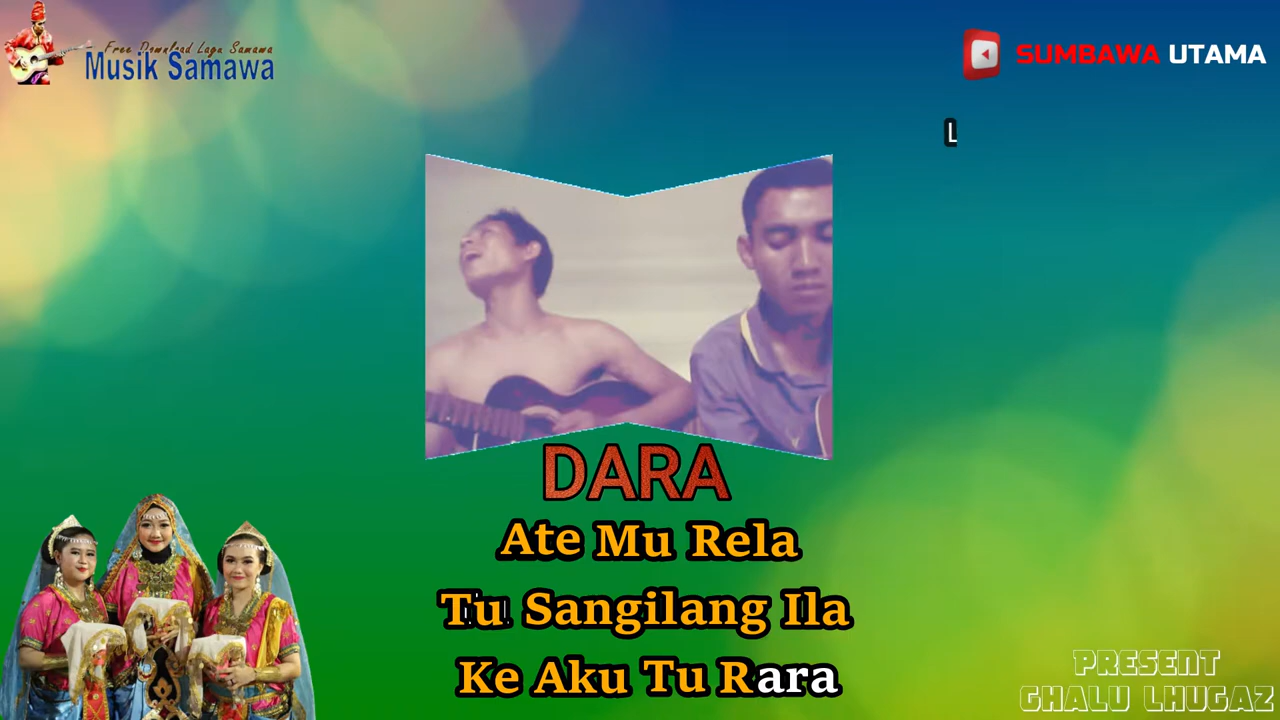 Free Download Lagu Samawa
Musik Samawa
SUMBAWA UTAMA
L
DARA
Ate Mu Rela
Tu Sangilang Ila
Ke Aku Tu Rara
PRESENT
GHALU LHUGAZ